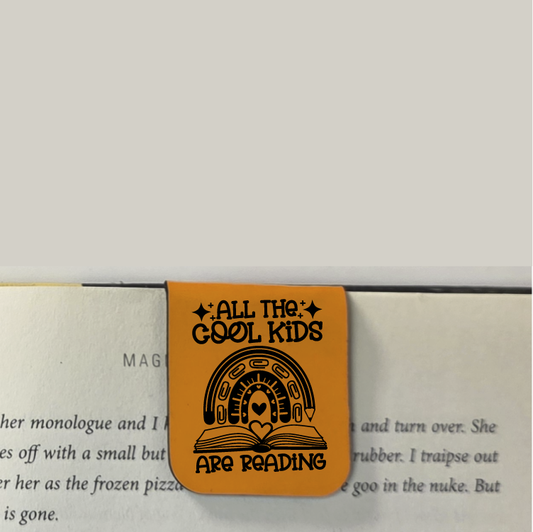 ALL THE
COOL KIDS
ARE READING
MAG
her monologue and I and turn over. She
es off with a small but rubber. I traipse out
er her as the frozen pizza goo in the nuke. But
is gone.